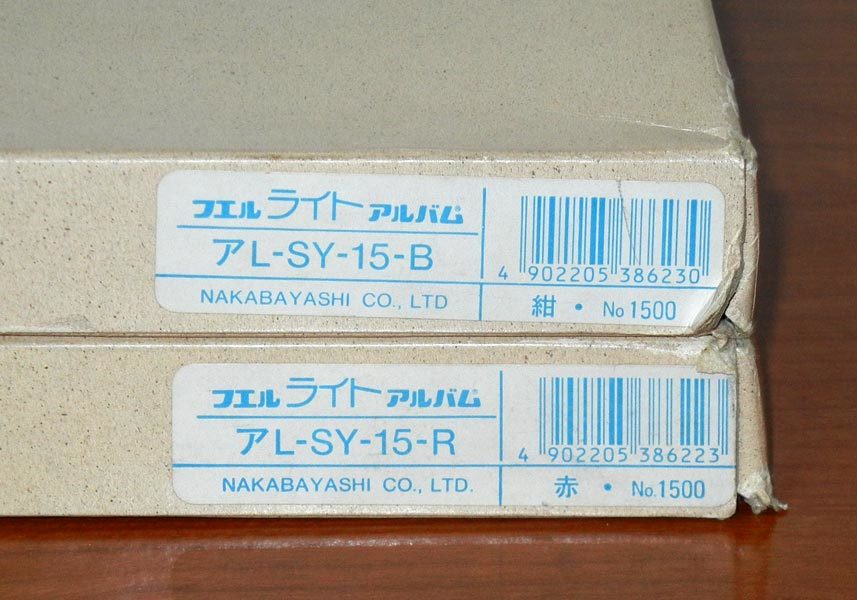 フエルライトアルバム
アL-SY-15-B
NAKABAYASHI CO., LTD
4 902205 386230
紺・No1500
フエルライトアルバム
アL-SY-15-R
NAKABAYASHI CO., LTD.
4 902205 386223
赤・No.1500